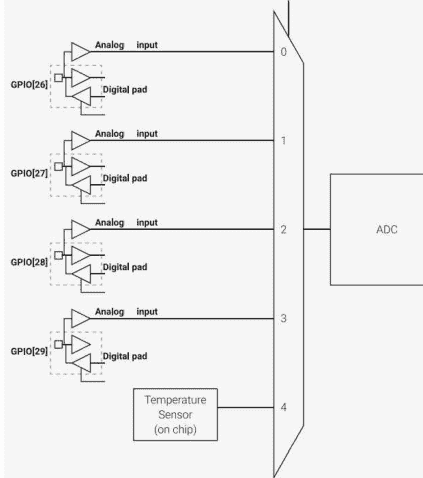 Analog input
0
GPIO[26]
Digital pad
Analog input
1
GPIO[27]
Digital pad
Analog input
2
ADC
GPIO[28]
Digital pad
Analog input
3
GPIO[29]
Digital pad
Temperature
Sensor
(on chip)
4